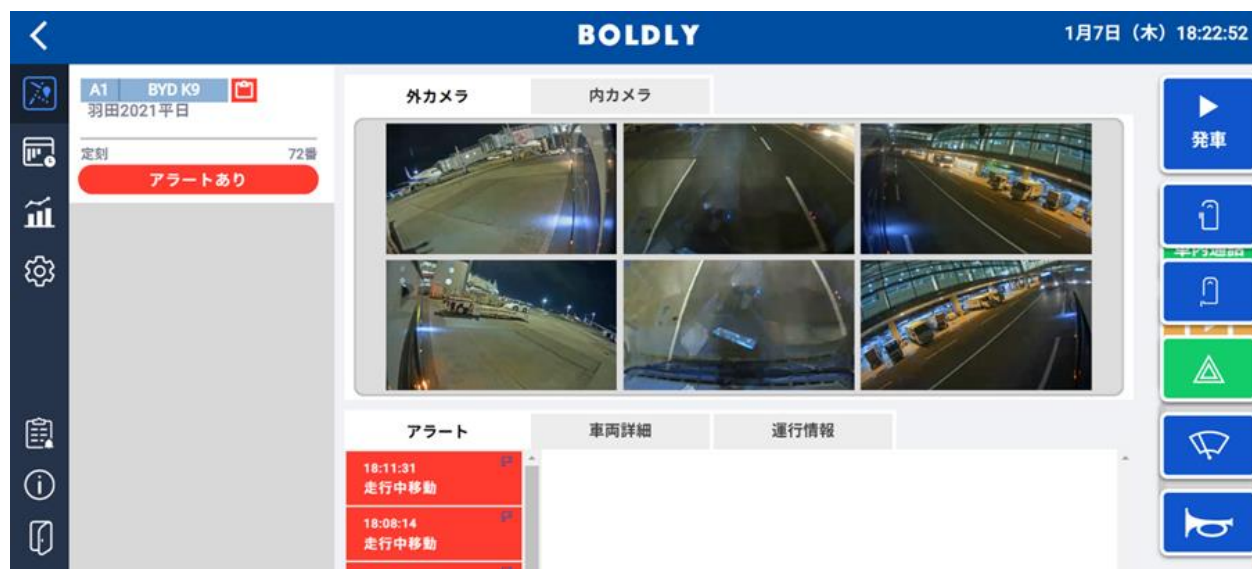 BOLDLY
1月7日（木）18:22:52
A1 BYD K9
羽田2021平日
定刻 72番
アラートあり
外カメラ 内カメラ
発車
アラート 車両詳細 運行情報
18:11:31
走行中移動
18:08:14
走行中移動